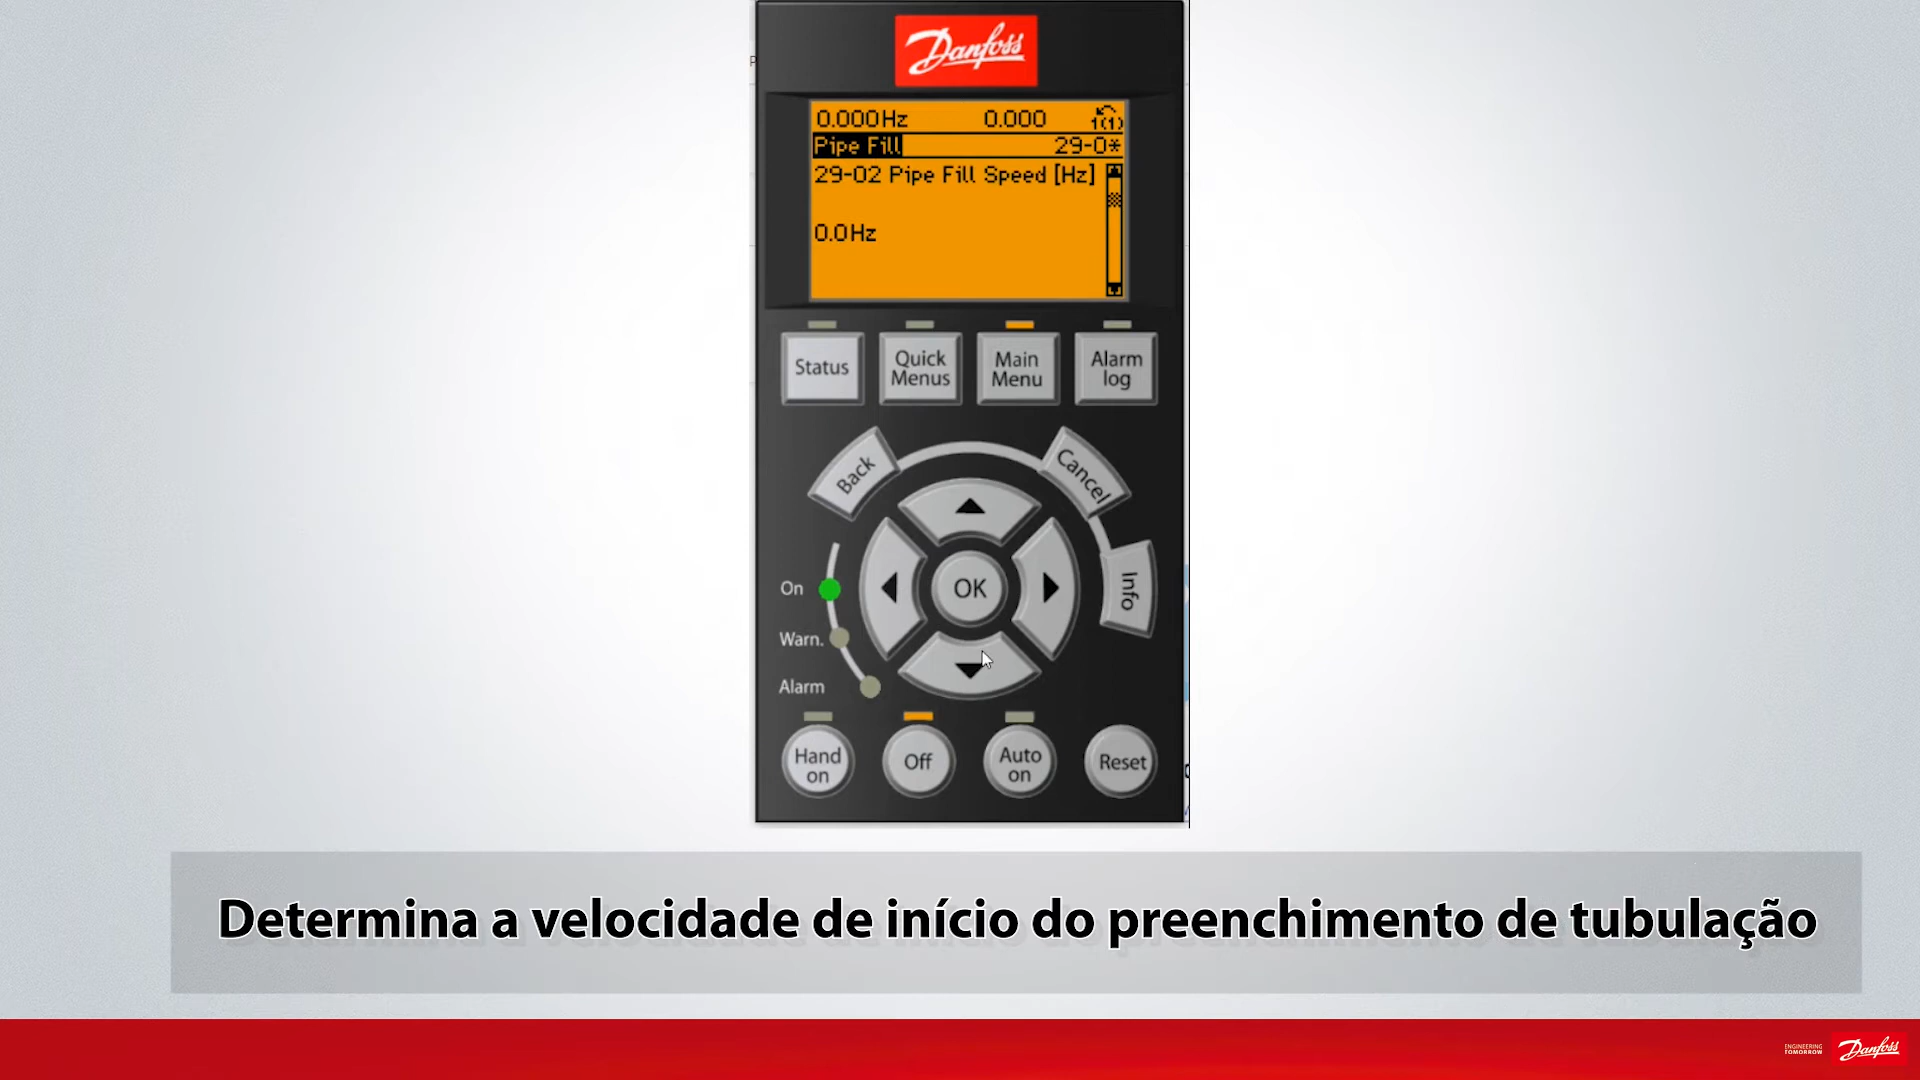 Danfoss
0.000Hz 0.000 1(1)
Pipe Fill 29-0*
29-02 Pipe Fill Speed [Hz]
0.0Hz
Status
Quick
Menus
Main
Menu
Alarm
log
Back
Cancel
OK
Info
On
Warn.
Alarm
Hand
on
Off
Auto
on
Reset
Determina a velocidade de início do preenchimento de tubulação
ENGINEERING
TOMORROW
Danfoss